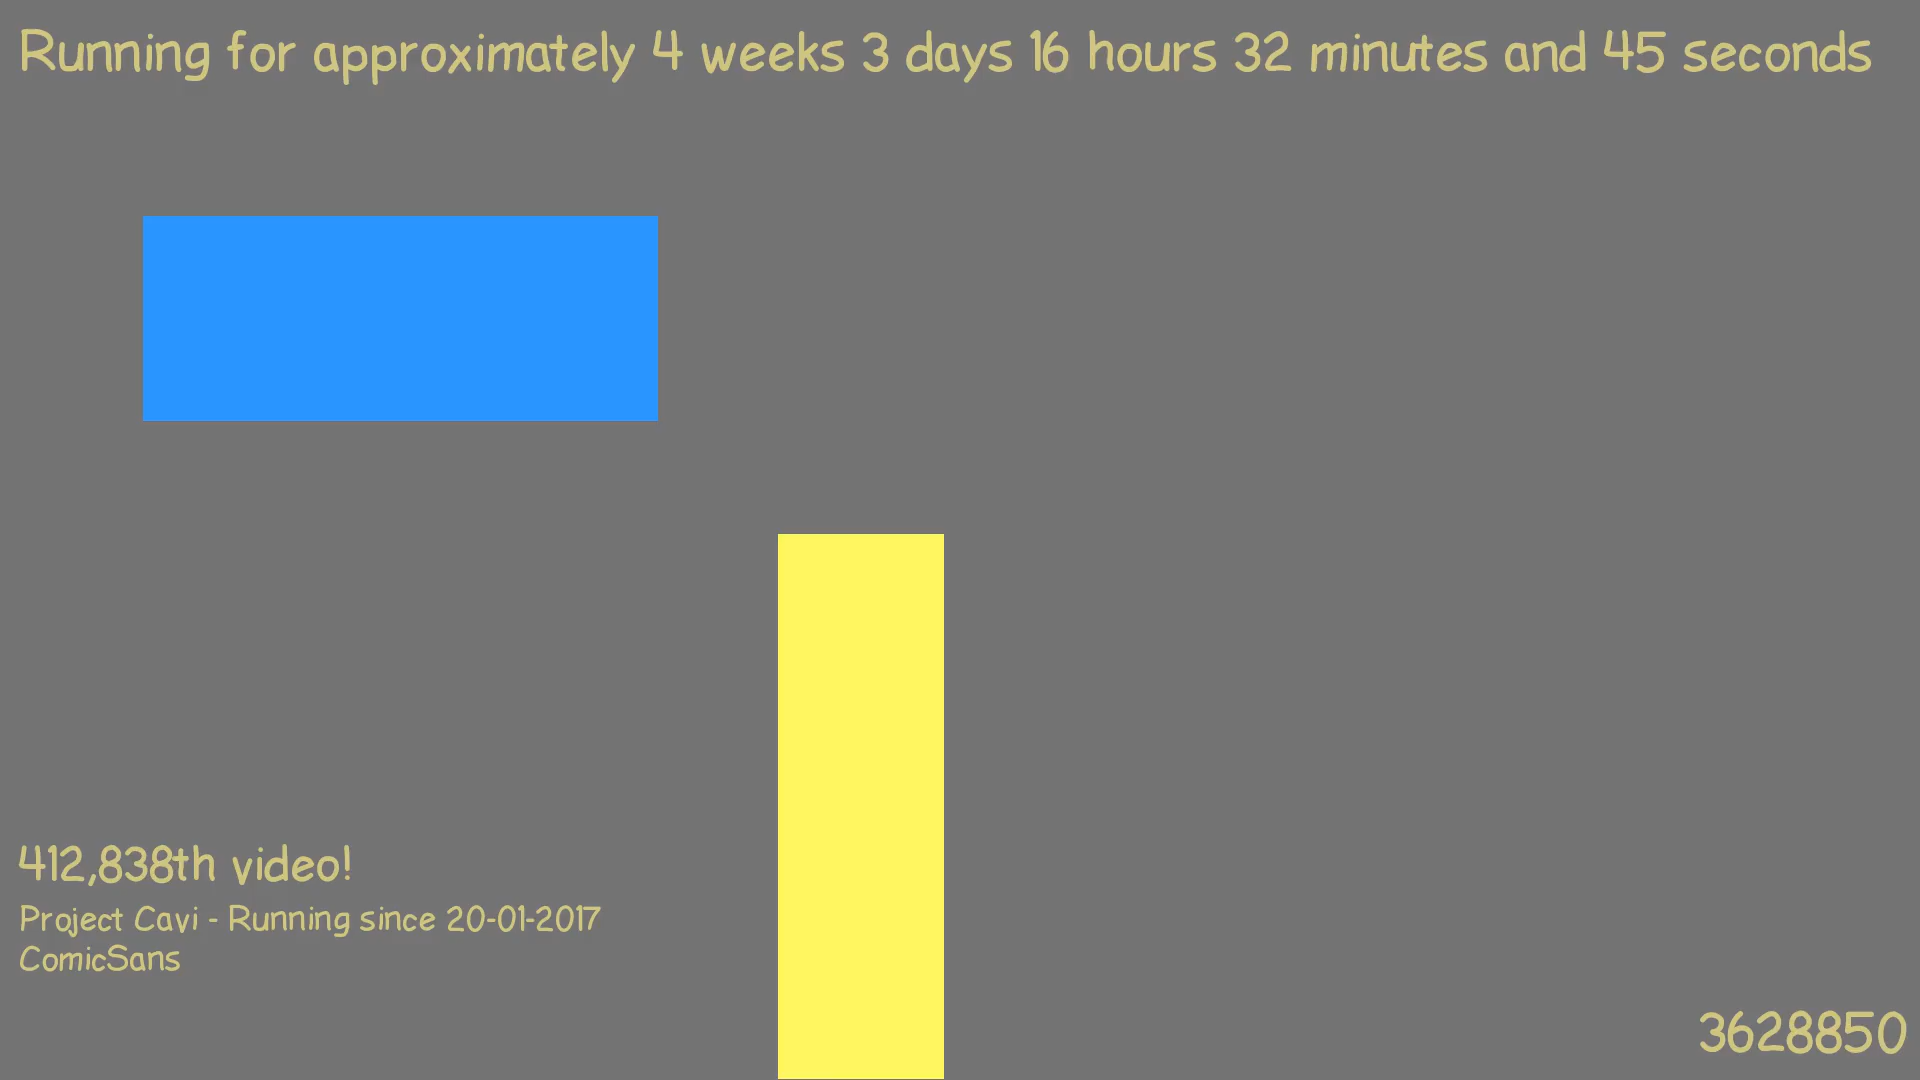 Running for approximately 4 weeks 3 days 16 hours 32 minutes and 45 seconds
412,838th video!
Project Cavi - Running since 20-01-2017
ComicSans
3628850